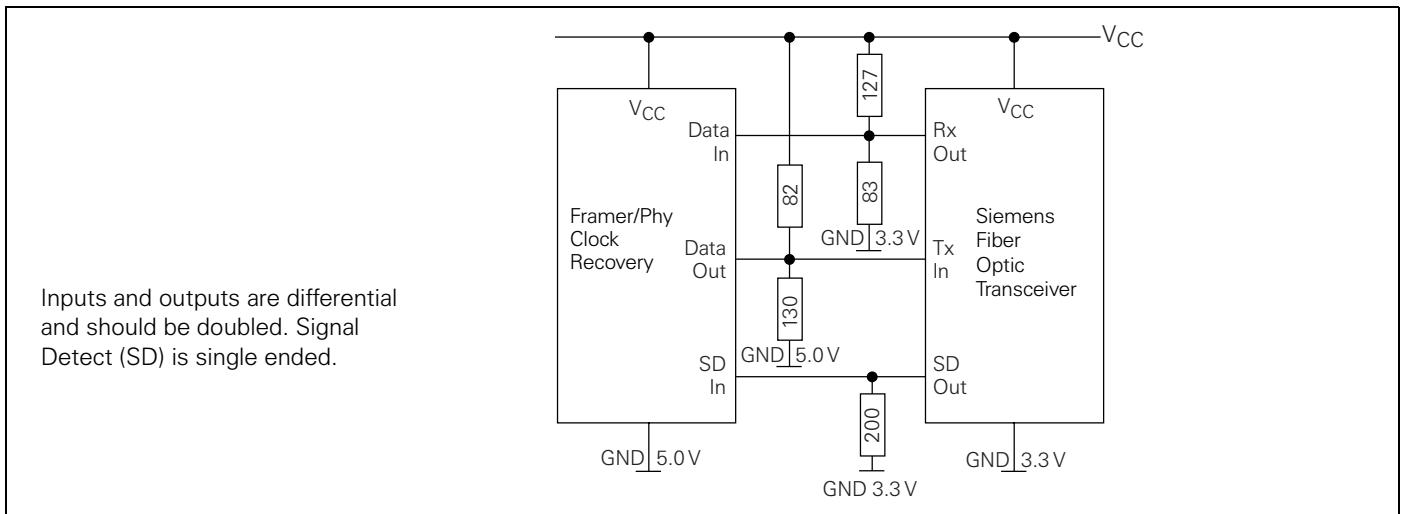 V_CC
127
V_CC
V_CC
Data
In
Rx
Out
82
83
Framer/Phy
Clock
Recovery
Siemens
Fiber
Optic
Transceiver
GND 3.3 V
Data
Out
Tx
In
Inputs and outputs are differential
and should be doubled. Signal
Detect (SD) is single ended.
130
GND 5.0 V
SD
In
SD
Out
200
GND 5.0 V
GND 3.3 V
GND 3.3 V